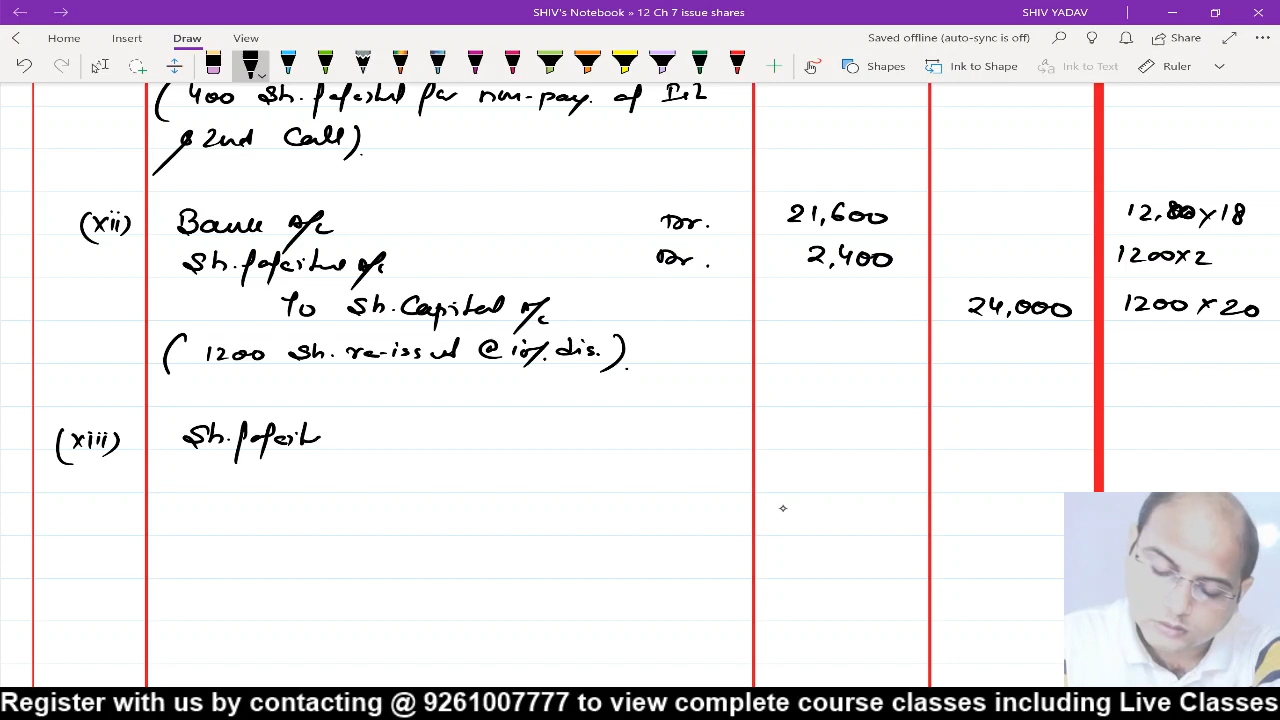 SHIV's Notebook » 12 Ch 7 issue shares
SHIV YADAV
Home Insert Draw View
Saved offline (auto-sync is off)
Share
Shapes
Ink to Shape
Ink to Text
Ruler
(400 Sh. forfeited for non-pay. of Ist
& 2nd Call).
(xii) Bank A/c Dr. 21,600
Sh. forfeiture A/c Dr. 2,400 1200x2
To Sh. Capital A/c 24,000 1200 x 20
(1200 Sh. re-issued @ 10% dis.).
(xiii) Sh. forfeit
Register with us by contacting @ 9261007777 to view complete course classes including Live Classes